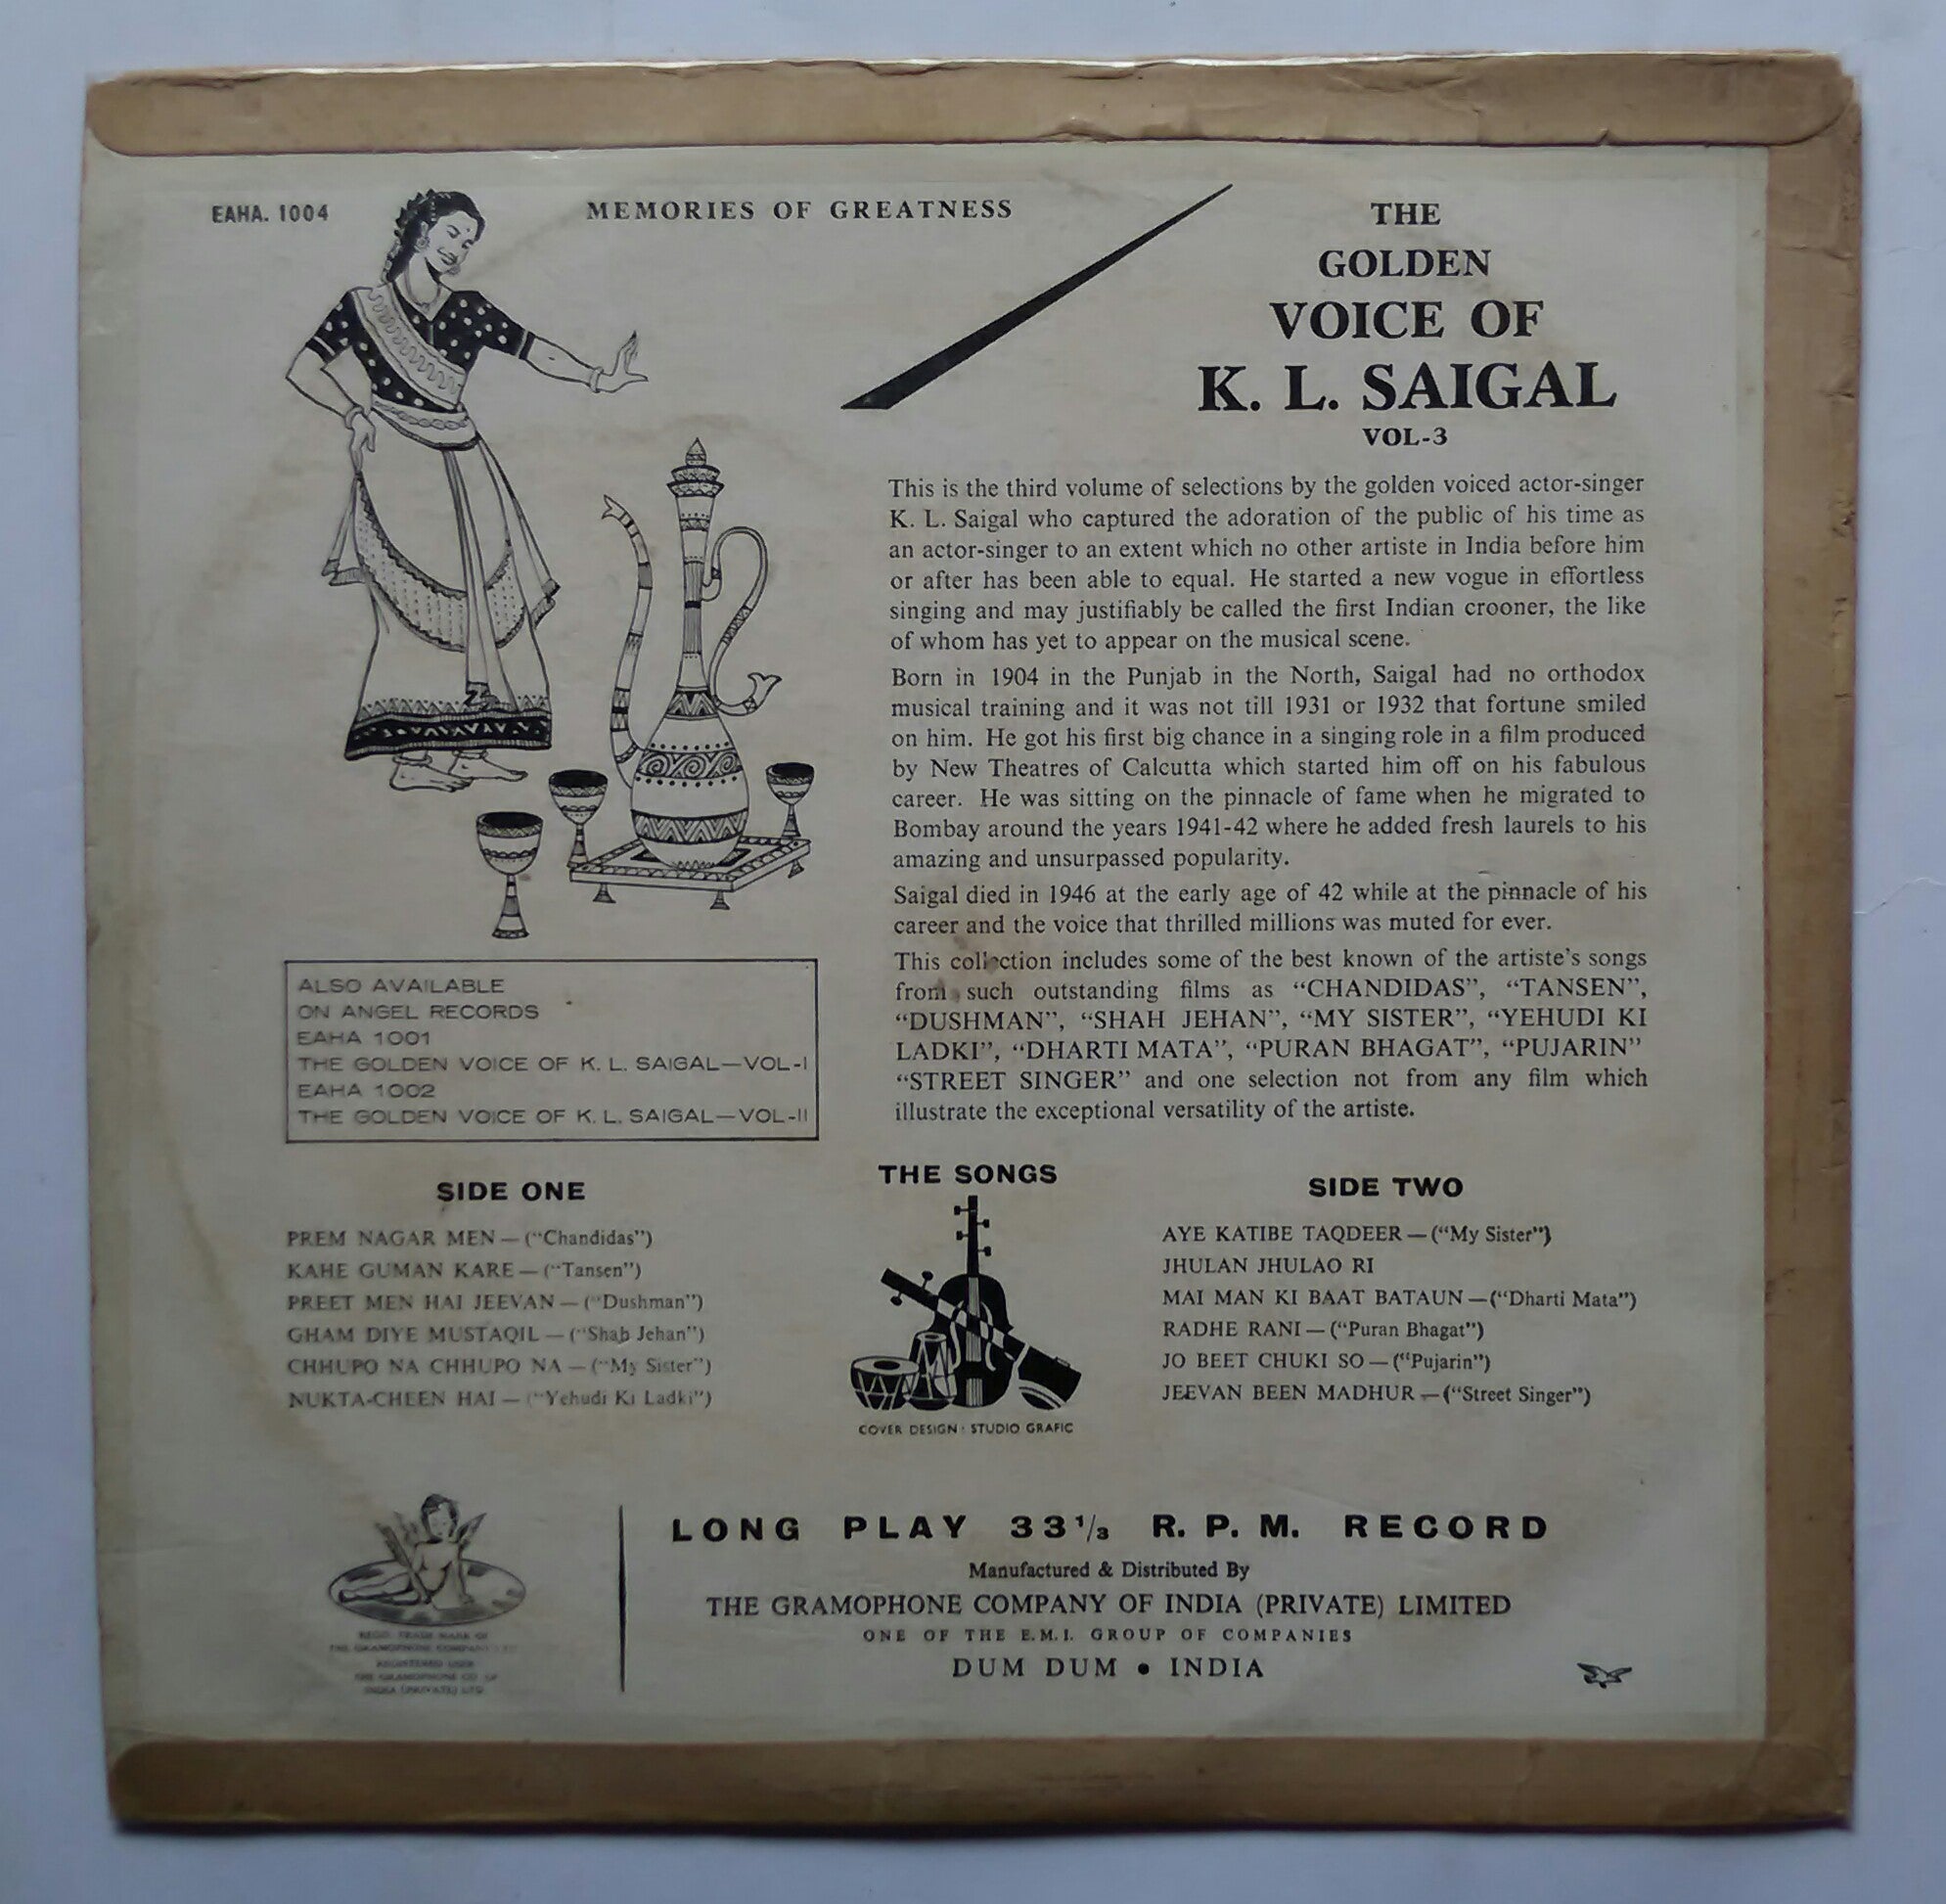 EAHA. 1004
MEMORIES OF GREATNESS
THE
GOLDEN
VOICE OF
K. L. SAIGAL
VOL-3
This is the third volume of selections by the golden voiced actor-singer
K. L. Saigal who captured the adoration of the public of his time as
an actor-singer to an extent which no other artiste in India before him
or after has been able to equal. He started a new vogue in effortless
singing and may justifiably be called the first Indian crooner, the like
of whom has yet to appear on the musical scene.
Born in 1904 in the Punjab in the North, Saigal had no orthodox
musical training and it was not till 1931 or 1932 that fortune smiled
on him. He got his first big chance in a singing role in a film produced
by New Theatres of Calcutta which started him off on his fabulous
career. He was sitting on the pinnacle of fame when he migrated to
Bombay around the years 1941-42 where he added fresh laurels to his
amazing and unsurpassed popularity.
Saigal died in 1946 at the early age of 42 while at the pinnacle of his
career and the voice that thrilled millions was muted for ever.
This collection includes some of the best known of the artiste's songs
from such outstanding films as “CHANDIDAS”, “TANSEN”,
“DUSHMAN”, “SHAH JEHAN”, “MY SISTER”, “YEHUDI KI
LADKI”, “DHARTI MATA”, “PURAN BHAGAT”, “PUJARIN”
“STREET SINGER” and one selection not from any film which
illustrate the exceptional versatility of the artiste.
ALSO AVAILABLE
ON ANGEL RECORDS
EAHA 1001
THE GOLDEN VOICE OF K. L. SAIGAL—VOL-I
EAHA 1002
THE GOLDEN VOICE OF K. L. SAIGAL—VOL-II
THE SONGS
SIDE ONE
PREM NAGAR MEN — (“Chandidas”)
KAHE GUMAN KARE — (“Tansen”)
PREET MEN HAI JEEVAN — (“Dushman”)
GHAM DIYE MUSTAQIL — (“Shah Jehan”)
CHHUPO NA CHHUPO NA — (“My Sister”)
NUKTA-CHEEN HAI — (“Yehudi Ki Ladki”)
SIDE TWO
AYE KATIBE TAQDEER — (“My Sister”)
JHULAN JHULAO RI
MAI MAN KI BAAT BATAUN — (“Dharti Mata”)
RADHE RANI — (“Puran Bhagat”)
JO BEET CHUKI SO — (“Pujarin”)
JEEVAN BEEN MADHUR — (“Street Singer”)
COVER DESIGN · STUDIO GRAFIC
REGD. TRADE MARK OF
THE GRAMOPHONE COMPANY
REGISTERED USER
THE GRAMOPHONE CO. OF
INDIA (PRIVATE) LTD
LONG PLAY 33 1/3 R. P. M. RECORD
Manufactured & Distributed By
THE GRAMOPHONE COMPANY OF INDIA (PRIVATE) LIMITED
ONE OF THE E.M.I. GROUP OF COMPANIES
DUM DUM • INDIA